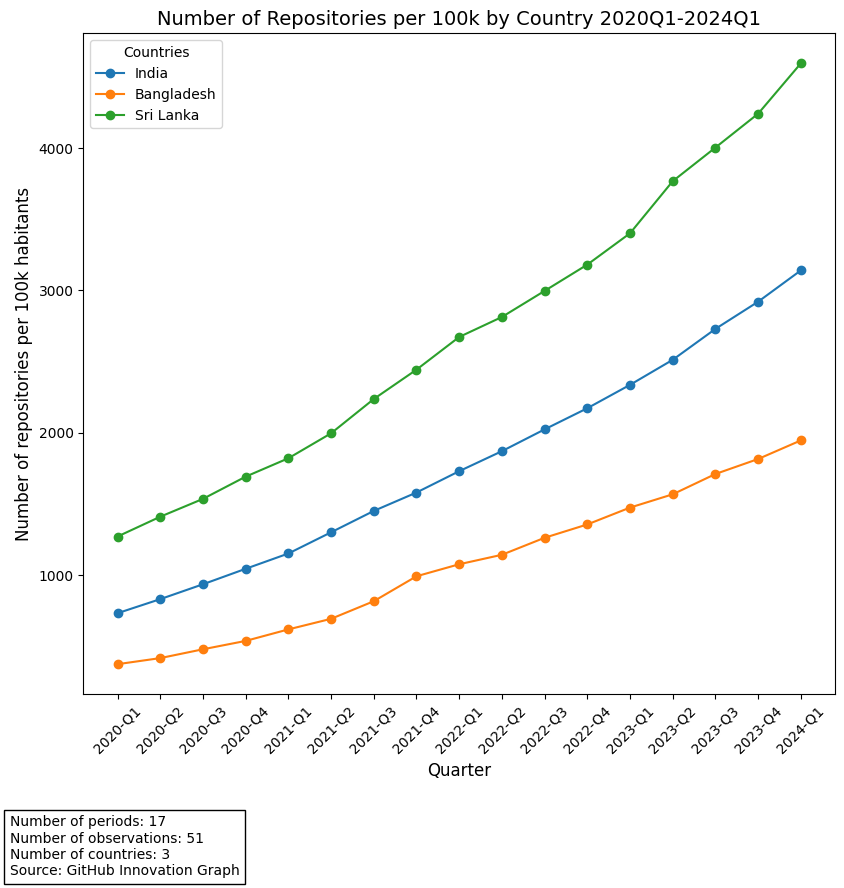 Number of Repositories per 100k by Country 2020Q1-2024Q1
Countries
India
Bangladesh
Sri Lanka
Number of repositories per 100k habitants
4000
3000
2000
1000
2020-Q1
2020-Q2
2020-Q3
2020-Q4
2021-Q1
2021-Q2
2021-Q3
2021-Q4
2022-Q1
2022-Q2
2022-Q3
2022-Q4
2023-Q1
2023-Q2
2023-Q3
2023-Q4
2024-Q1
Quarter
Number of periods: 17
Number of observations: 51
Number of countries: 3
Source: GitHub Innovation Graph